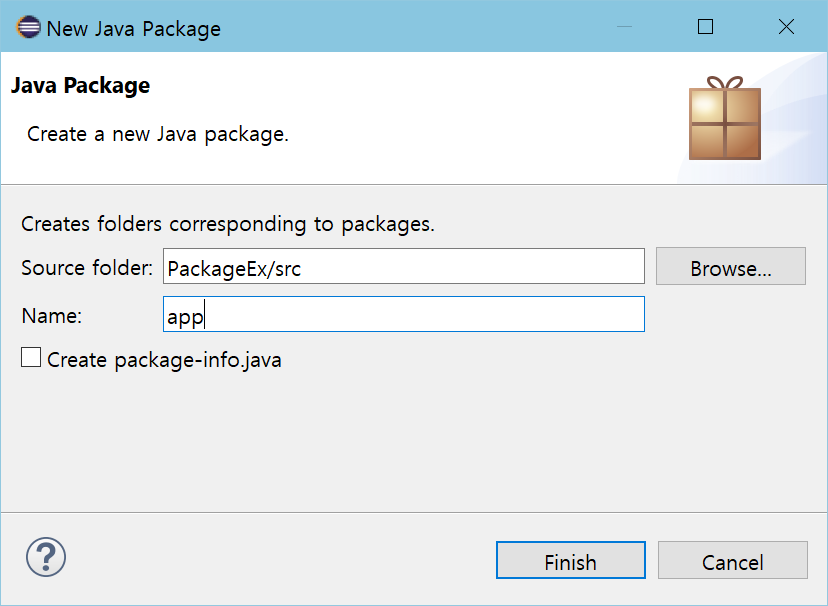 New Java Package
Java Package
Create a new Java package.
Creates folders corresponding to packages.
Source folder: PackageEx/src Browse...
Name: app
Create package-info.java
? Finish Cancel